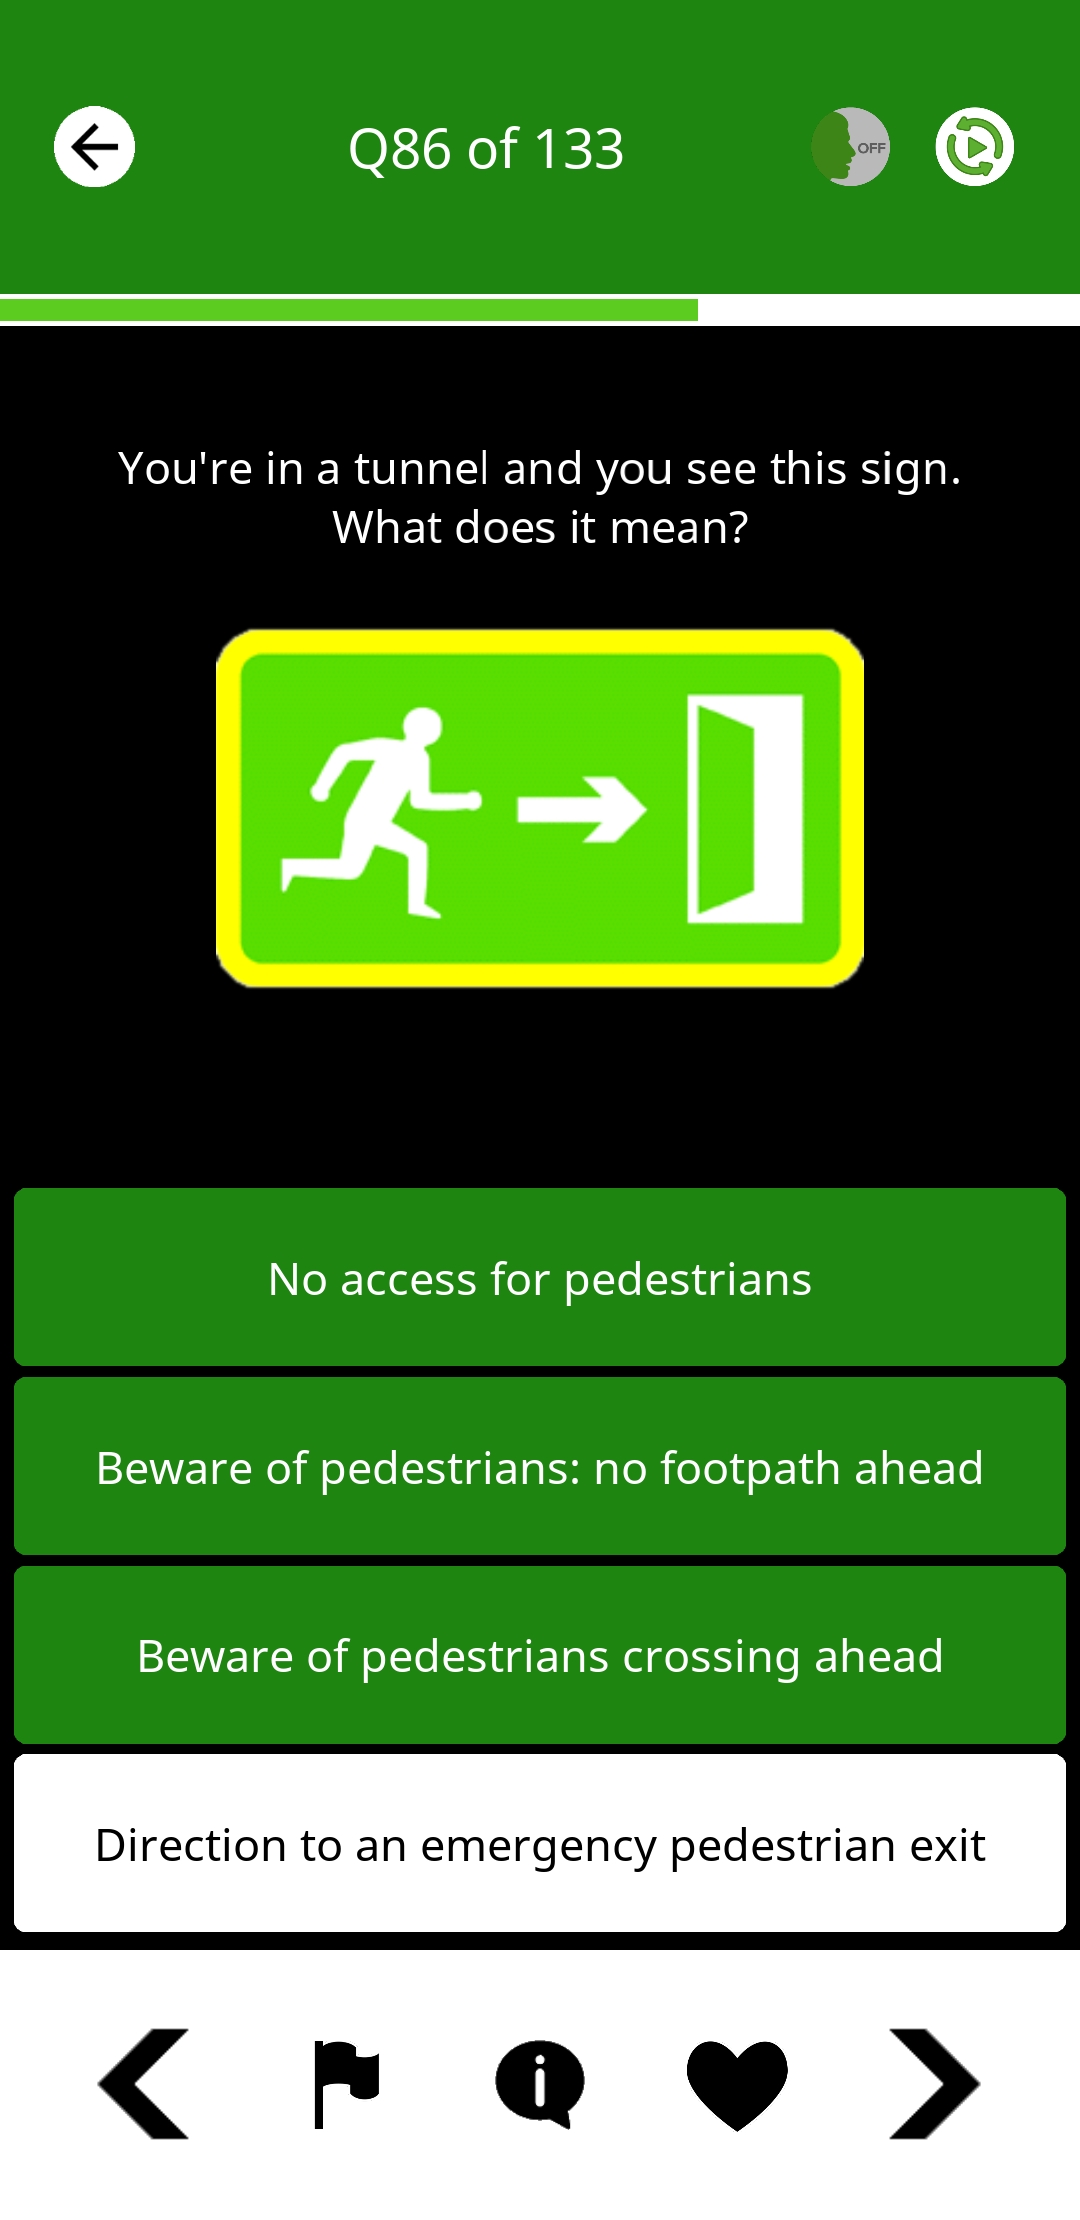 Q86 of 133
OFF
You're in a tunnel and you see this sign.
What does it mean?
No access for pedestrians
Beware of pedestrians: no footpath ahead
Beware of pedestrians crossing ahead
Direction to an emergency pedestrian exit